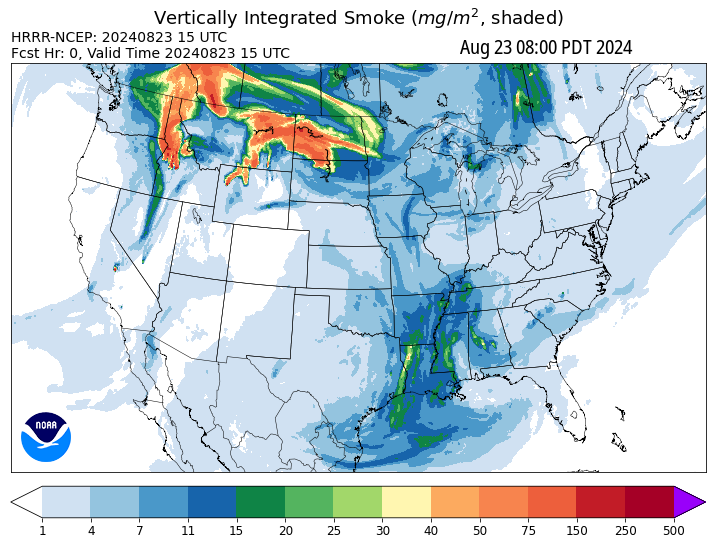 Vertically Integrated Smoke (mg/m², shaded)
HRRR-NCEP: 20240823 15 UTC
Fcst Hr: 0, Valid Time 20240823 15 UTC
Aug 23 08:00 PDT 2024
NOAA
1 4 7 11 15 20 25 30 40 50 75 150 250 500